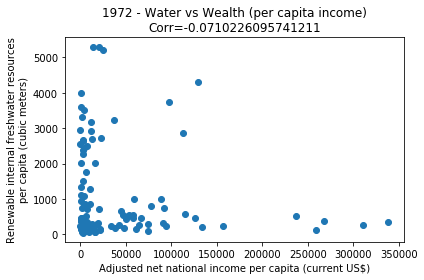 1972 - Water vs Wealth (per capita income)
Corr=-0.0710226095741211
Renewable internal freshwater resources
per capita (cubic meters)
5000
4000
3000
2000
1000
0
0 50000 100000 150000 200000 250000 300000 350000
Adjusted net national income per capita (current US$)